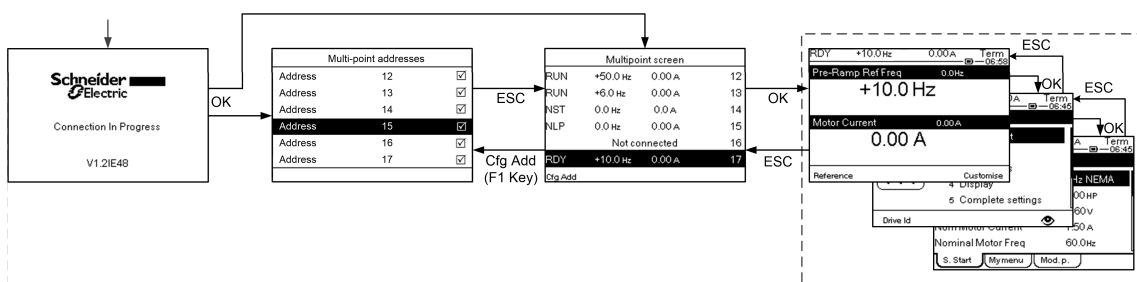 Schneider
Electric
Connection In Progress
V1.2IE48
OK
Multi-point addresses
Address 12
Address 13
Address 14
Address 15
Address 16
Address 17
ESC
Cfg Add
(F1 Key)
Multipoint screen
RUN +50.0 Hz 0.00 A 12
RUN +6.0 Hz 0.00 A 13
NST 0.0 Hz 0.0 A 14
NLP 0.0 Hz 0.00 A 15
Not connected 16
RDY +10.0 Hz 0.00 A 17
Cfg Add
OK
ESC
RDY +10.0 Hz 0.00 A Term
06:58
Pre-Ramp Ref Freq 0.0Hz
+10.0 Hz
Motor Current 0.00 A
0.00 A
Reference Customise
ESC
OK
Term
06:45
4 Display
5 Complete settings
Drive Id
ESC
OK
A Term
06:45
Hz NEMA
Nom Motor Current 1.50 A
Nominal Motor Freq 60.0Hz
S. Start Mymenu Mod.p.